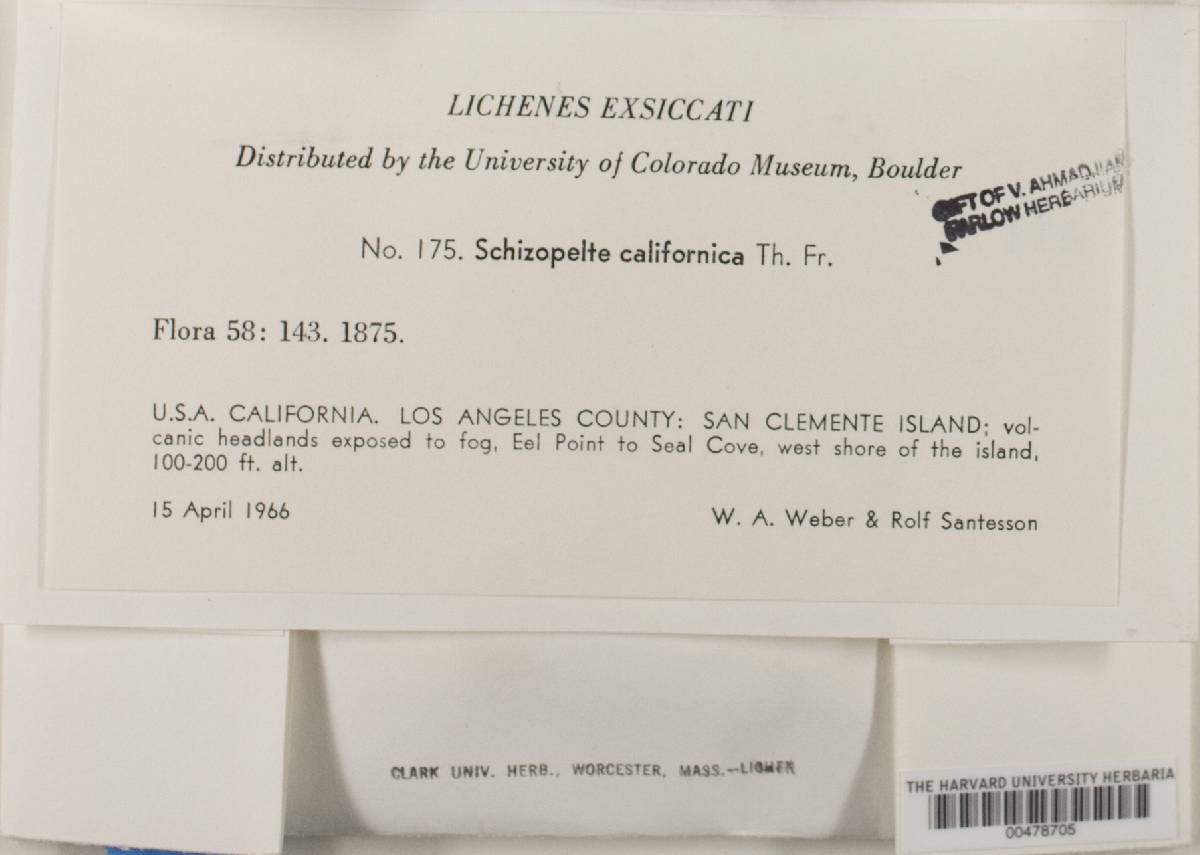 LICHENES EXSICCATI
Distributed by the University of Colorado Museum, Boulder
GIFT OF V. AHMADJIAN
FARLOW HERBARIUM
No. 175. Schizopelte californica Th. Fr.
Flora 58: 143. 1875.
U.S.A. CALIFORNIA. LOS ANGELES COUNTY: SAN CLEMENTE ISLAND; vol-
canic headlands exposed to fog, Eel Point to Seal Cove, west shore of the island,
100-200 ft. alt.
15 April 1966
W. A. Weber & Rolf Santesson
CLARK UNIV. HERB., WORCESTER, MASS.
THE HARVARD UNIVERSITY HERBARIA
00478705